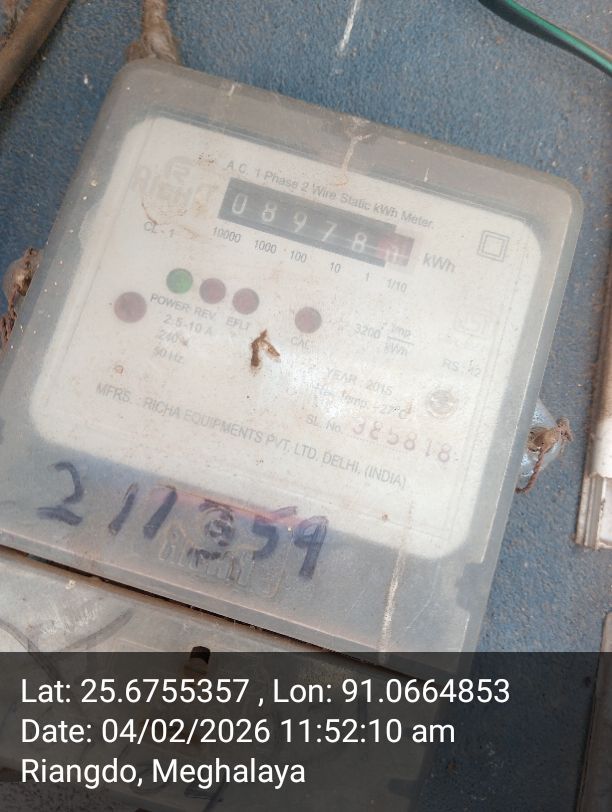 RIGHT
A.C. 1-Phase 2 Wire Static kWh Meter.
0 8 9 7 8
kWh
CL. 1
10000 1000 100 10 1 1/10
POWER REV. EFLT
CAL
2.5-10 A
240
50 Hz.
3200 imp/kWh
YEAR 2015
RS
SL. No. 385818
MFRS. : RICHA EQUIPMENTS PVT. LTD. DELHI. (INDIA)
Lat: 25.6755357 , Lon: 91.0664853
Date: 04/02/2026 11:52:10 am
Riangdo, Meghalaya